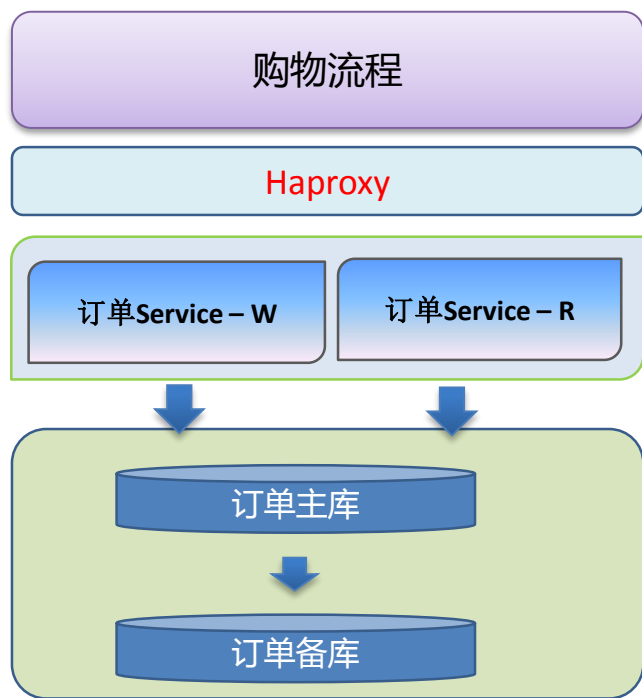 购物流程
Haproxy
订单Service – W
订单Service – R
订单主库
订单备库